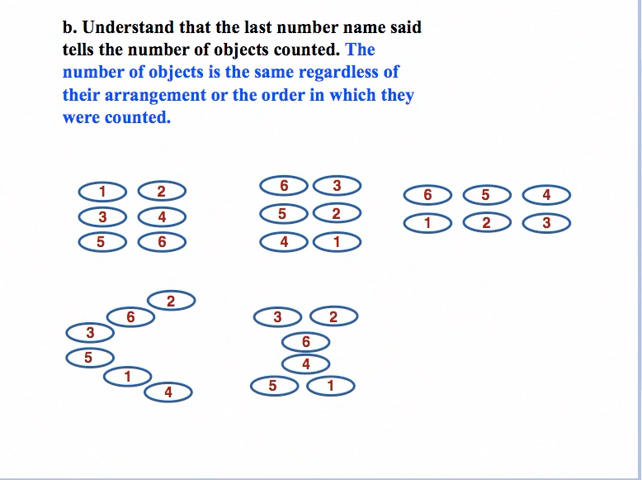 b. Understand that the last number name said
tells the number of objects counted. The
number of objects is the same regardless of
their arrangement or the order in which they
were counted.
1 2
3 4
5 6
6 3
5 2
4 1
6 5 4
1 2 3
2
6
3
5
1
4
3 2
6
4
5 1